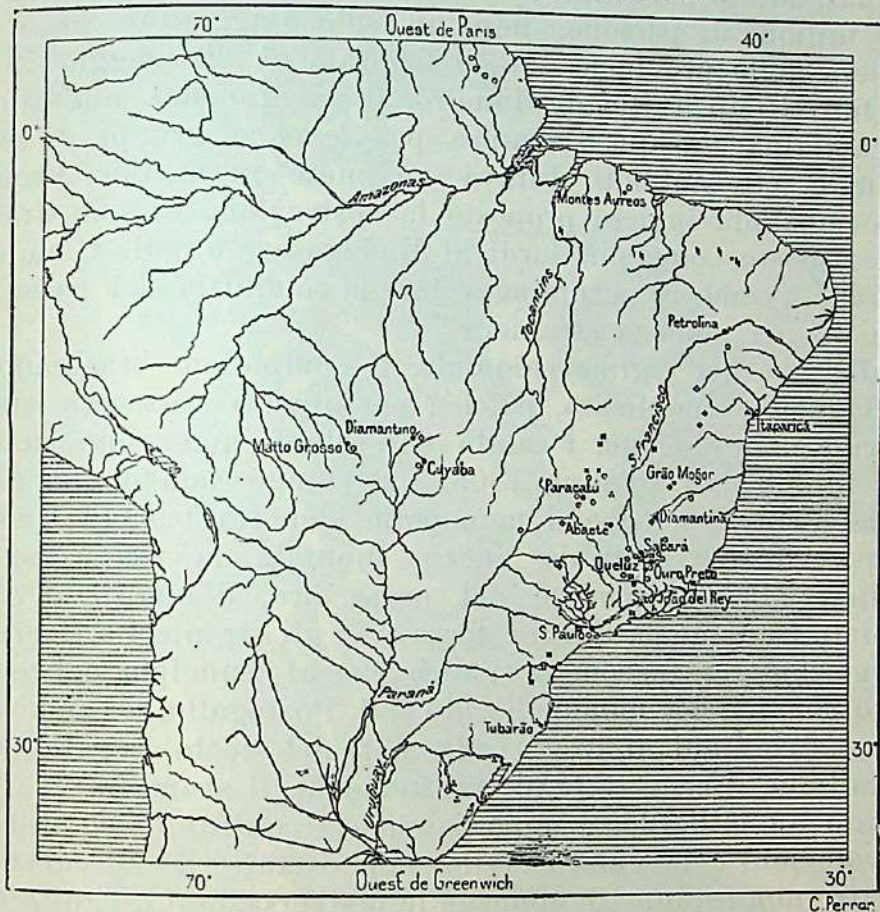 70°
Ouest de Paris
40°
0°
0°
Amazonas
Montes Aureos
Tocantins
Petrolina
S. Francisco
Itaparica
Diamantino
Matto Grosso
Cuyaba
Grão Mogor
Paracatú
Diamantina
Abaeté
Sabará
Queluz
Ouro Preto
São João del Rey
S. Paulo
Paraná
Tubarão
30°
30°
Uruguay
70°
Ouest de Greenwich
30°
C. Perron